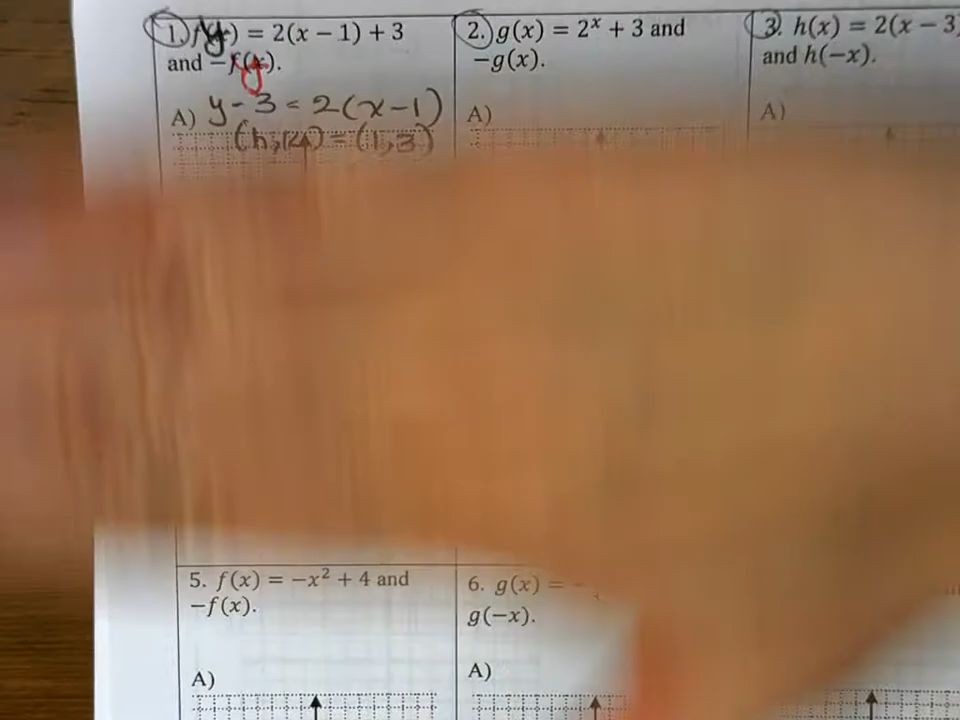 1. f(x) = 2(x − 1) + 3
and −f(x).
A) y - 3 = 2(x-1)
(h,k) = (1,3)
2. g(x) = 2ˣ + 3 and
−g(x).
A)
3. h(x) = 2(x − 3)
and h(−x).
A)
5. f(x) = −x² + 4 and
−f(x).
A)
6. g(x) = −
g(−x).
A)